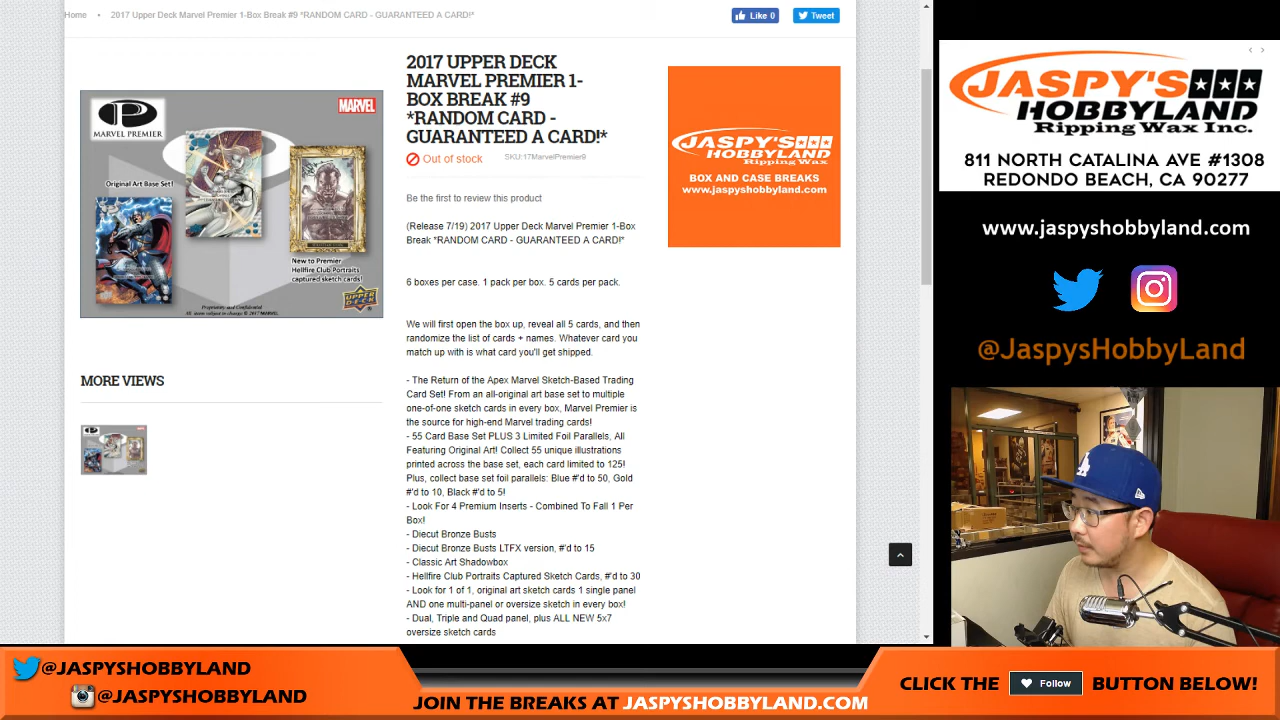 Home • 2017 Upper Deck Marvel Premier 1-Box Break #9 *RANDOM CARD - GUARANTEED A CARD!*
Like 0
Tweet
2017 UPPER DECK
MARVEL PREMIER 1-
BOX BREAK #9
*RANDOM CARD -
GUARANTEED A CARD!*
Out of stock
SKU:17MarvelPremier9
Be the first to review this product
(Release 7/19) 2017 Upper Deck Marvel Premier 1-Box
Break *RANDOM CARD - GUARANTEED A CARD!*
6 boxes per case. 1 pack per box. 5 cards per pack.
We will first open the box up, reveal all 5 cards, and then
randomize the list of cards + names. Whatever card you
match up with is what card you'll get shipped.
- The Return of the Apex Marvel Sketch-Based Trading
Card Set! From an all-original art base set to multiple
one-of-one sketch cards in every box, Marvel Premier is
the source for high-end Marvel trading cards!
- 55 Card Base Set PLUS 3 Limited Foil Parallels, All
Featuring Original Art! Collect 55 unique illustrations
printed across the base set, each card limited to 125!
Plus, collect base set foil parallels: Blue #'d to 50, Gold
#'d to 10, Black #'d to 5!
- Look For 4 Premium Inserts - Combined To Fall 1 Per
Box!
- Diecut Bronze Busts
- Diecut Bronze Busts LTFX version, #'d to 15
- Classic Art Shadowbox
- Hellfire Club Portraits Captured Sketch Cards, #'d to 30
- Look for 1 of 1, original art sketch cards 1 single panel
AND one multi-panel or oversize sketch in every box!
- Dual, Triple and Quad panel, plus ALL NEW 5x7
oversize sketch cards
MARVEL PREMIER
MARVEL
Original Art Base Set!
New to Premier
Hellfire Club Portraits
captured sketch cards!
UPPER
DECK
Proprietary and Confidential
All items subject to change. © 2017 MARVEL
MORE VIEWS
JASPY'S
HOBBYLAND
Ripping Wax
BOX AND CASE BREAKS
www.jaspyshobbyland.com
JASPY'S
HOBBYLAND
Ripping Wax Inc.
811 NORTH CATALINA AVE #1308
REDONDO BEACH, CA 90277
www.jaspyshobbyland.com
@JaspysHobbyLand
LA
@JASPYSHOBBYLAND
@JASPYSHOBBYLAND
JOIN THE BREAKS AT JASPYSHOBBYLAND.COM
CLICK THE Follow BUTTON BELOW!